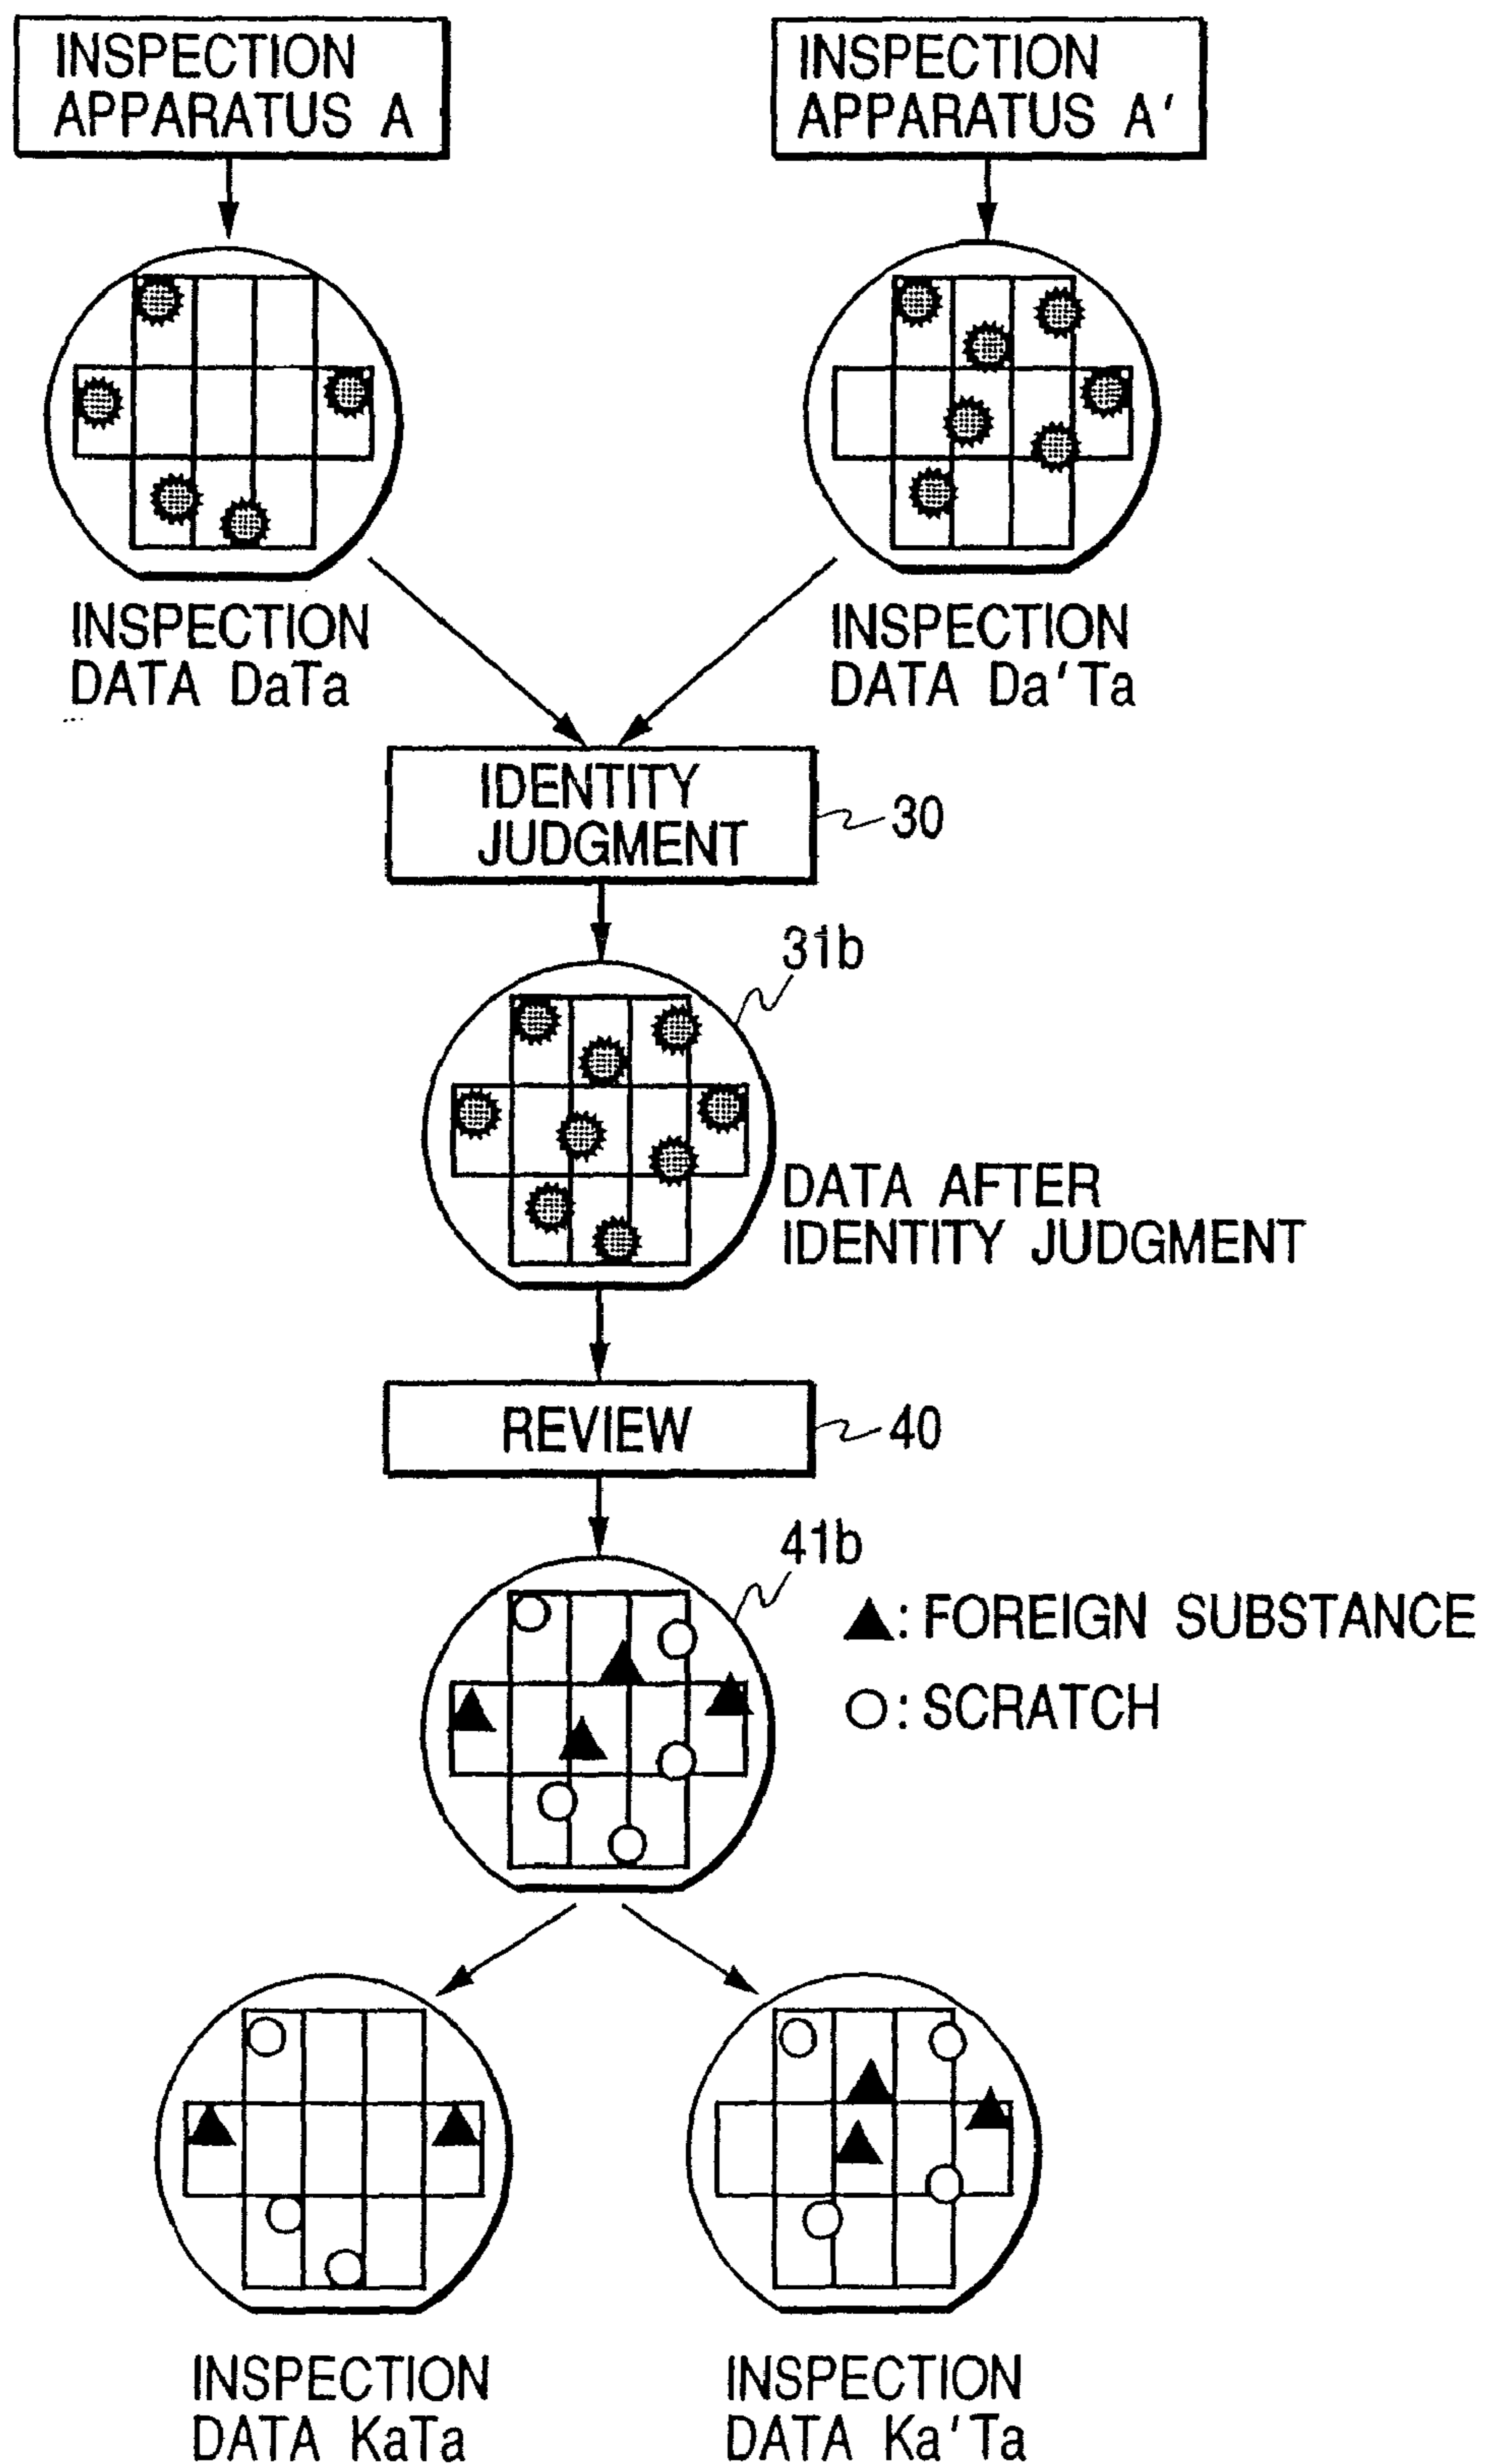 INSPECTION
APPARATUS A
INSPECTION
APPARATUS A'
INSPECTION
DATA DaTa
INSPECTION
DATA Da'Ta
IDENTITY
JUDGMENT
30
31b
DATA AFTER
IDENTITY JUDGMENT
REVIEW
40
41b
▲: FOREIGN SUBSTANCE
○: SCRATCH
INSPECTION
DATA KaTa
INSPECTION
DATA Ka'Ta